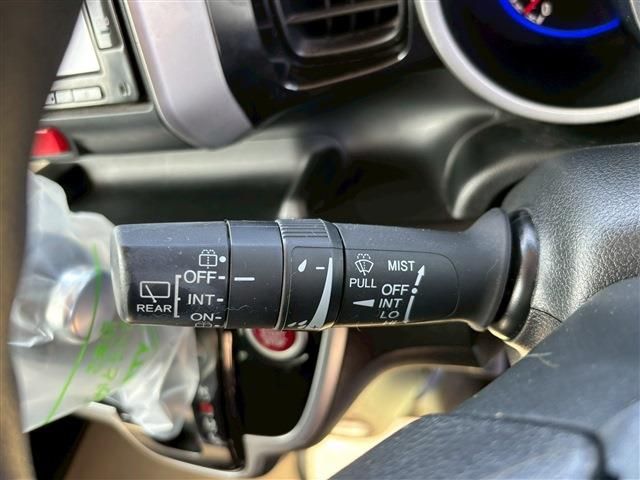 OFF
INT
REAR
ON
PULL
MIST
OFF
INT
LO